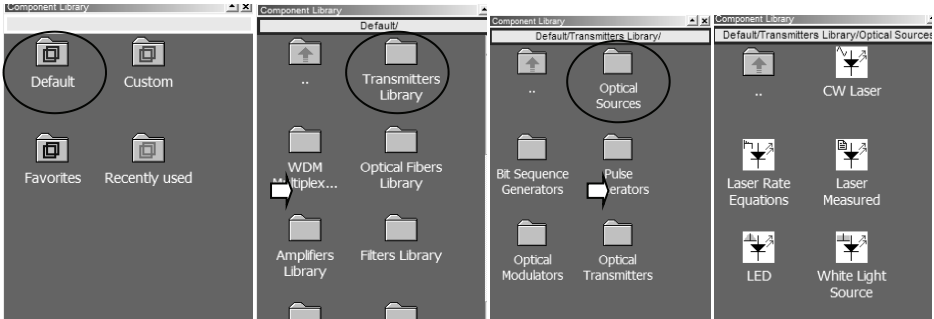 Component Library
Default
Custom
Favorites
Recently used
Component Library
Default/
..
Transmitters
Library
WDM
Optical Fibers
Library
Amplifiers
Library
Filters Library
Component Library
Default/Transmitters Library/
..
Optical
Sources
Bit Sequence
Generators
Pulse
Optical
Modulators
Optical
Transmitters
Component Library
Default/Transmitters Library/Optical Sources
..
CW Laser
Laser Rate
Equations
Laser
Measured
LED
White Light
Source